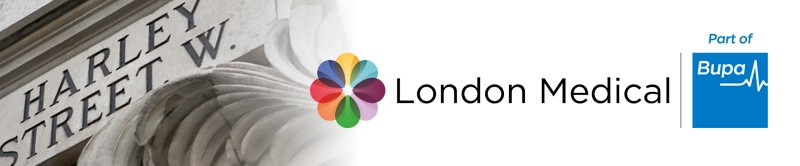 HARLEY
STREET. W.
London Medical
Part of
Bupa